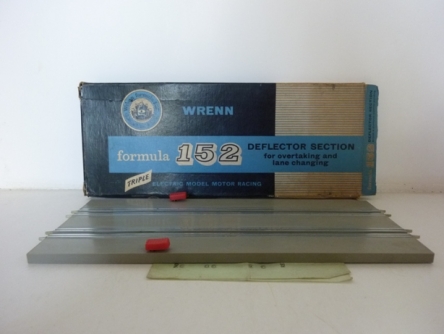 WRENN
formula 152
DEFLECTOR SECTION
for overtaking and
lane changing
TRIPLE
ELECTRIC MODEL MOTOR RACING